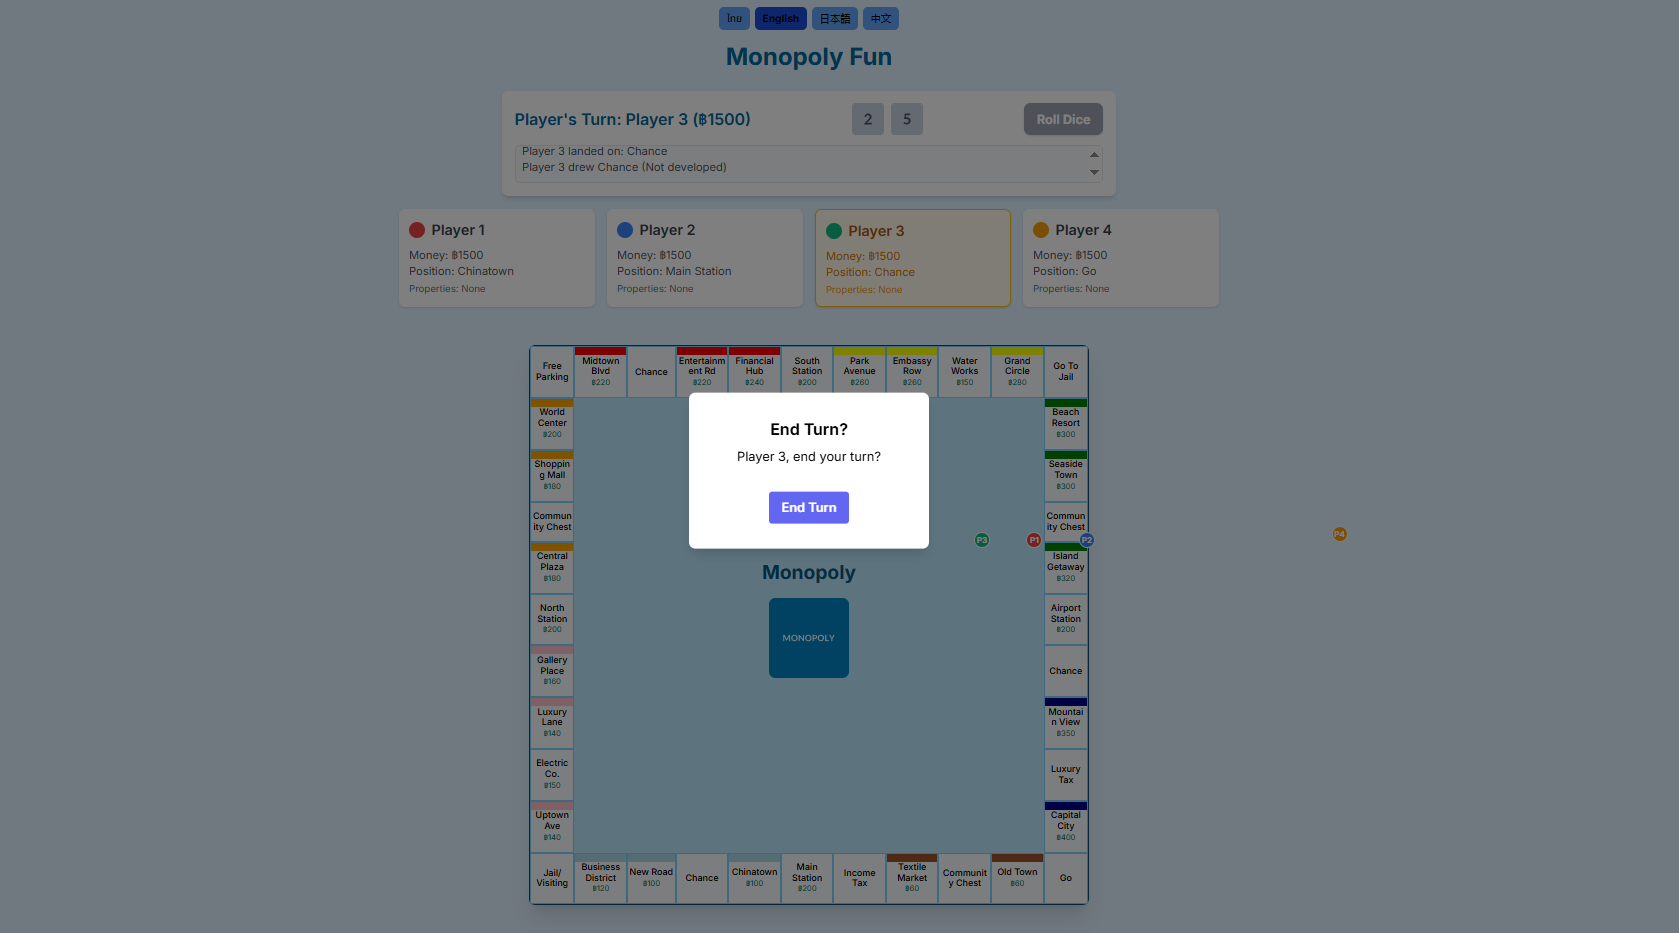 ไทย
English
日本語
中文
Monopoly Fun
Player's Turn: Player 3 (฿1500)
2
5
Roll Dice
Player 3 landed on: Chance
Player 3 drew Chance (Not developed)
Player 1
Money: ฿1500
Position: Chinatown
Properties: None
Player 2
Money: ฿1500
Position: Main Station
Properties: None
Player 3
Money: ฿1500
Position: Chance
Properties: None
Player 4
Money: ฿1500
Position: Go
Properties: None
Free
Parking
Midtown
Blvd
฿220
Chance
Entertainm
ent Rd
฿220
Financial
Hub
฿240
South
Station
฿200
Park
Avenue
฿260
Embassy
Row
฿260
Water
Works
฿150
Grand
Circle
฿280
Go To
Jail
World
Center
฿200
Beach
Resort
฿300
Shoppin
g Mall
฿180
Seaside
Town
฿300
Commun
ity Chest
Commun
ity Chest
Central
Plaza
฿180
Island
Getaway
฿320
North
Station
฿200
Airport
Station
฿200
Gallery
Place
฿160
Chance
Luxury
Lane
฿140
Mountai
n View
฿350
Electric
Co.
฿150
Luxury
Tax
Uptown
Ave
฿140
Capital
City
฿400
Jail/
Visiting
Business
District
฿120
New Road
฿100
Chance
Chinatown
฿100
Main
Station
฿200
Income
Tax
Textile
Market
฿60
Communit
y Chest
Old Town
฿60
Go
End Turn?
Player 3, end your turn?
End Turn
P3
P1
P2
P4
Monopoly
MONOPOLY